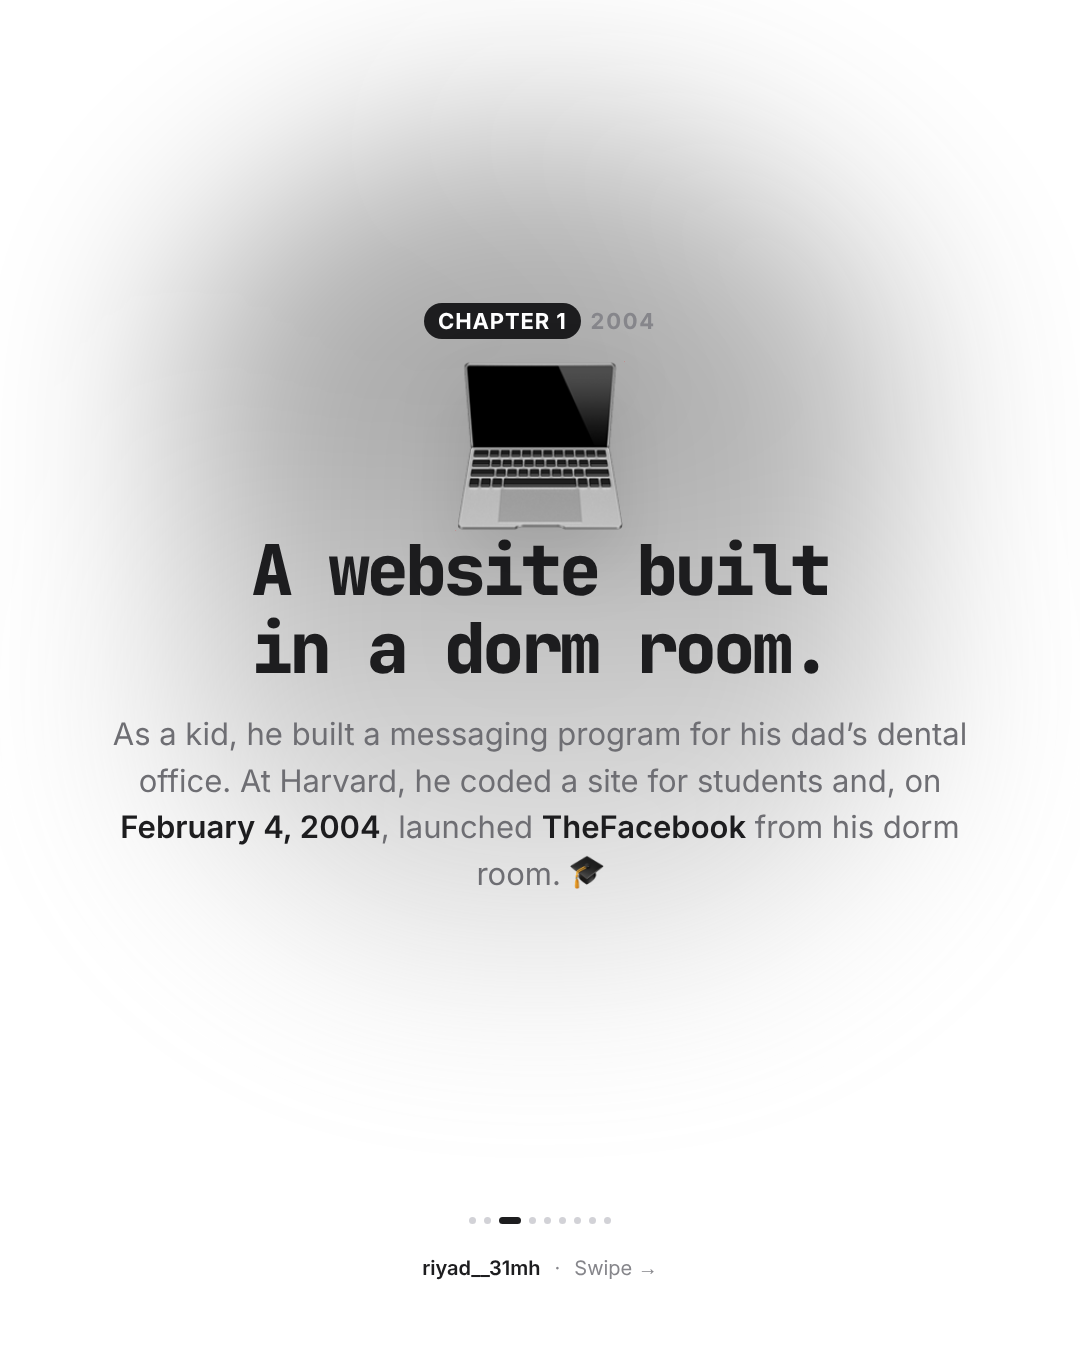 CHAPTER 1 2004
A website built
in a dorm room.
As a kid, he built a messaging program for his dad’s dental
office. At Harvard, he coded a site for students and, on
February 4, 2004, launched TheFacebook from his dorm
room. 🎓
riyad__31mh · Swipe →